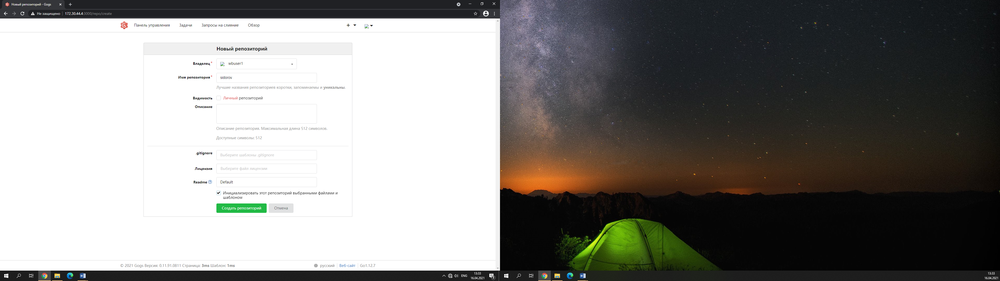 Новый репозиторий - Gogs
Не защищено
172.30.44.4:3000/repo/create
Панель управления Задачи Запросы на слияние Обзор
Новый репозиторий
Владелец * wbuser1
Имя репозитория * sidorov
Лучшие названия репозиториев коротки, запоминаемы и уникальны.
Видимость Личный репозиторий
Описание
Описание репозитория. Максимальная длина 512 символов.
Доступные символы: 512
.gitignore Выберите шаблоны .gitignore
Лицензия Выберите файл лицензии
Readme Default
Инициализировать этот репозиторий выбранными файлами и
шаблоном
Создать репозиторий Отмена
© 2021 Gogs Версия: 0.11.91.0811 Страница: 3ms Шаблон: 1ms
русский Веб-сайт Go1.12.7
ENG
13:33
16.04.2021
3
13:33
16.04.2021